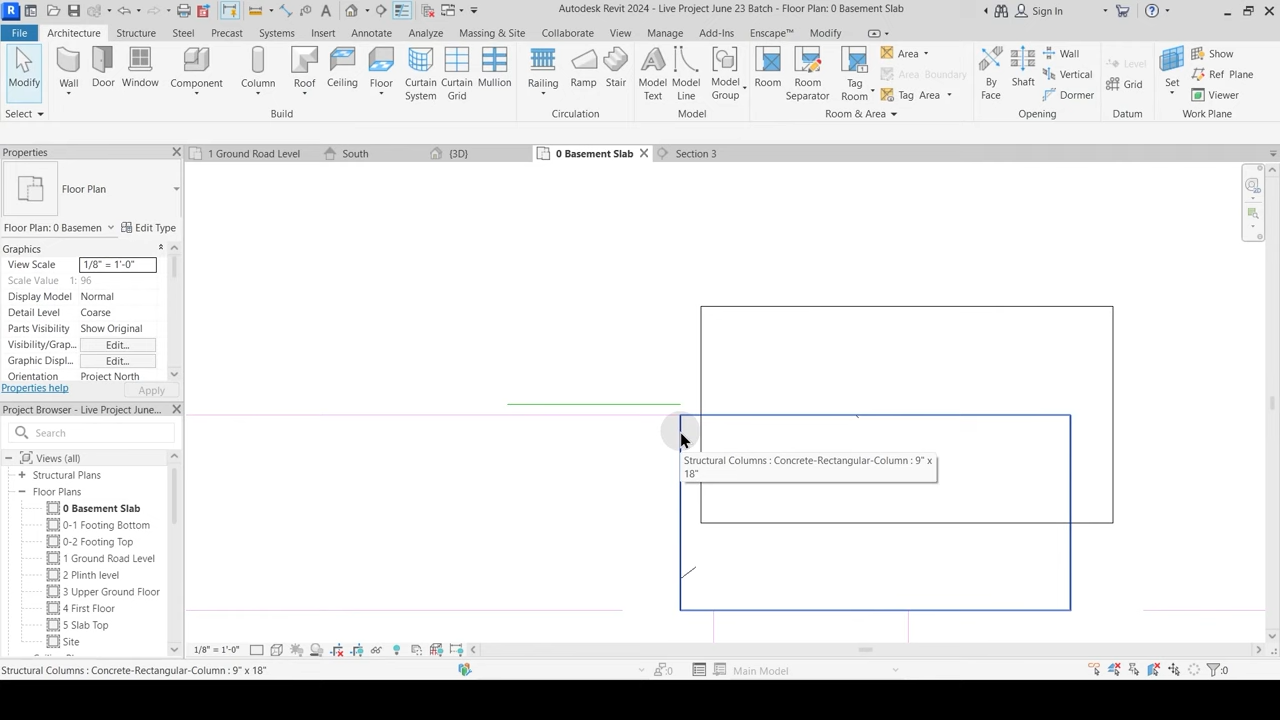 Autodesk Revit 2024 - Live Project June 23 Batch - Floor Plan: 0 Basement Slab
Sign In
File Architecture Structure Steel Precast Systems Insert Annotate Analyze Massing & Site Collaborate View Manage Add-Ins Enscape™ Modify
Modify Wall Door Window Component Column Roof Ceiling Floor Curtain System Curtain Grid Mullion Railing Ramp Stair Model Text Model Line Model Group Room Room Separator Tag Room Area Area Boundary Tag Area By Face Shaft Wall Vertical Dormer Level Grid Set Show Ref Plane Viewer
Select Build Circulation Model Room & Area Opening Datum Work Plane
Properties
1 Ground Road Level South {3D} 0 Basement Slab Section 3
Floor Plan
Floor Plan: 0 Basemen Edit Type
Graphics
View Scale 1/8" = 1'-0"
Scale Value 1: 96
Display Model Normal
Detail Level Coarse
Parts Visibility Show Original
Visibility/Grap... Edit...
Graphic Displ... Edit...
Orientation Project North
Properties help Apply
Project Browser - Live Project June...
Search
Views (all)
Structural Plans
Floor Plans
0 Basement Slab
0-1 Footing Bottom
0-2 Footing Top
1 Ground Road Level
2 Plinth level
3 Upper Ground Floor
4 First Floor
5 Slab Top
Site
Structural Columns : Concrete-Rectangular-Column : 9" x
18"
1/8" = 1'-0"
Structural Columns : Concrete-Rectangular-Column : 9" x 18"
:0
Main Model
:0